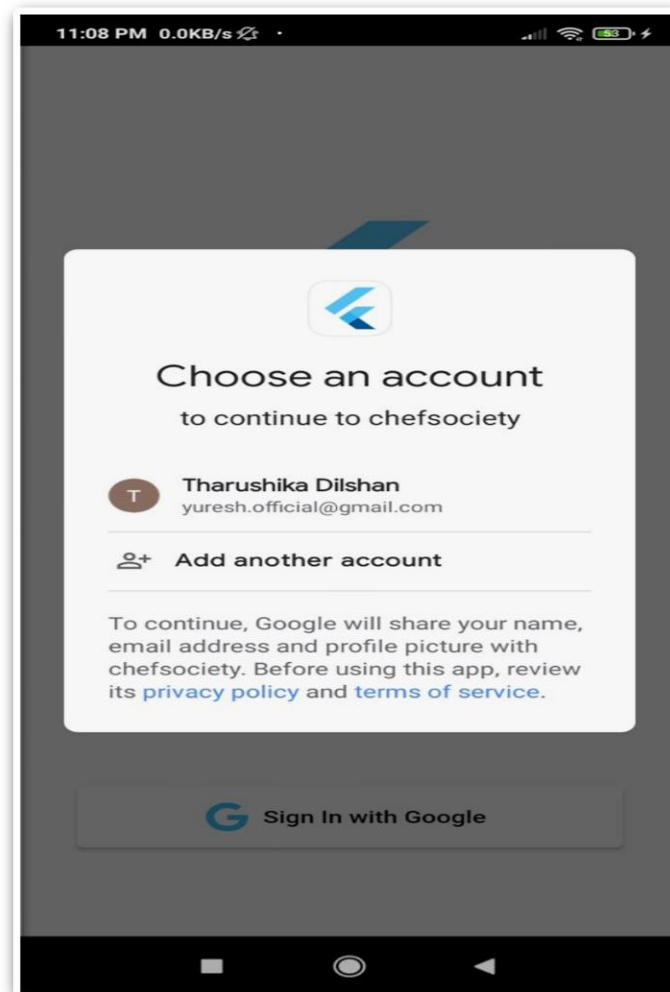 11:08 PM 0.0KB/s
53
Choose an account
to continue to chefsociety
T
Tharushika Dilshan
yuresh.official@gmail.com
Add another account
To continue, Google will share your name,
email address and profile picture with
chefsociety. Before using this app, review
its privacy policy and terms of service.
G Sign In with Google